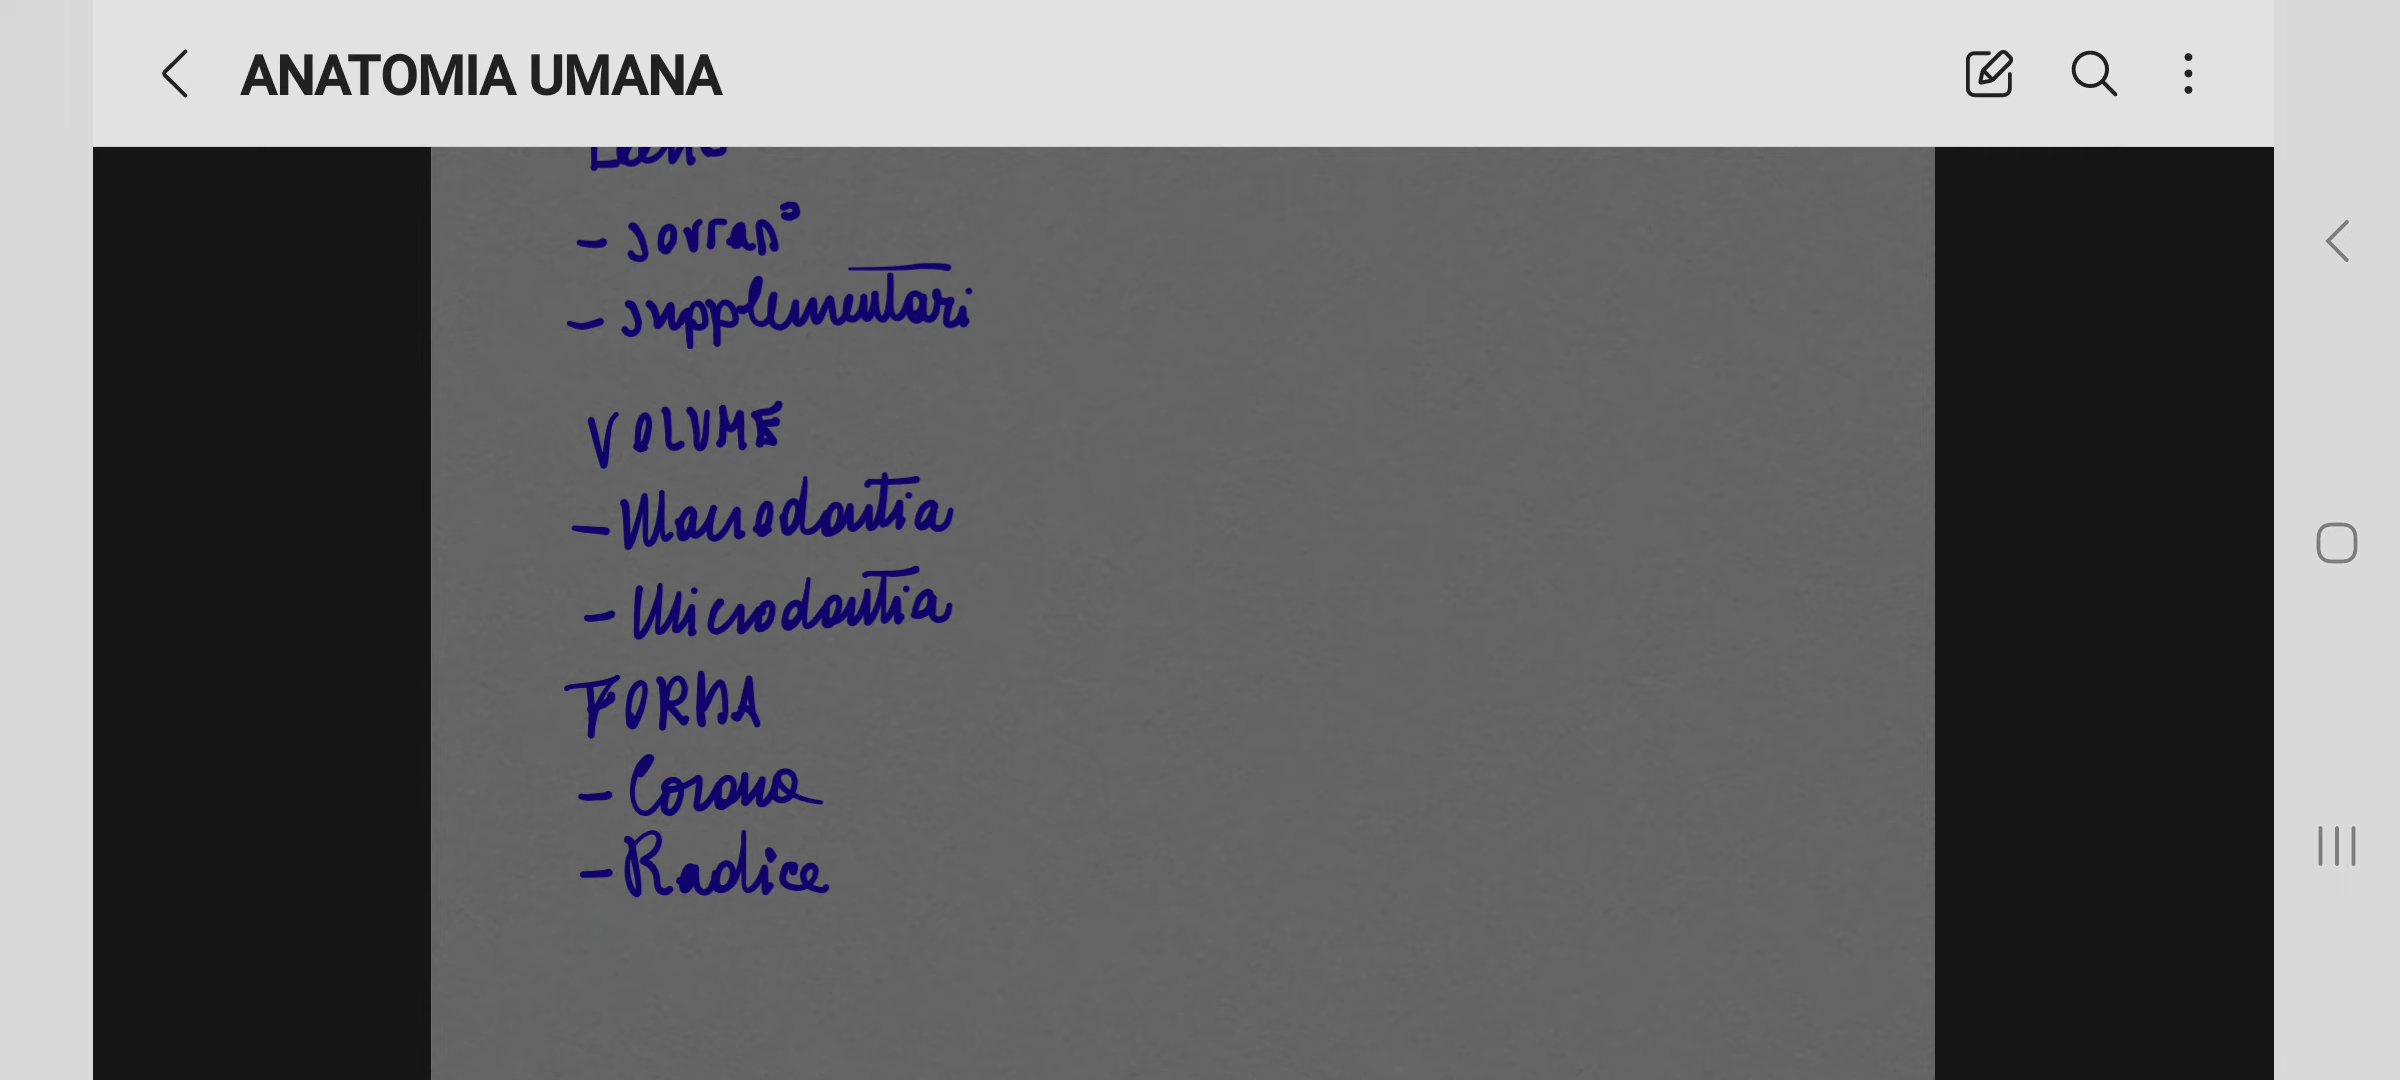 ANATOMIA UMANA
- sovran°
- supplementari
VOLUME
- Macrodontia
- Microdontia
FORMA
- Corona
- Radice